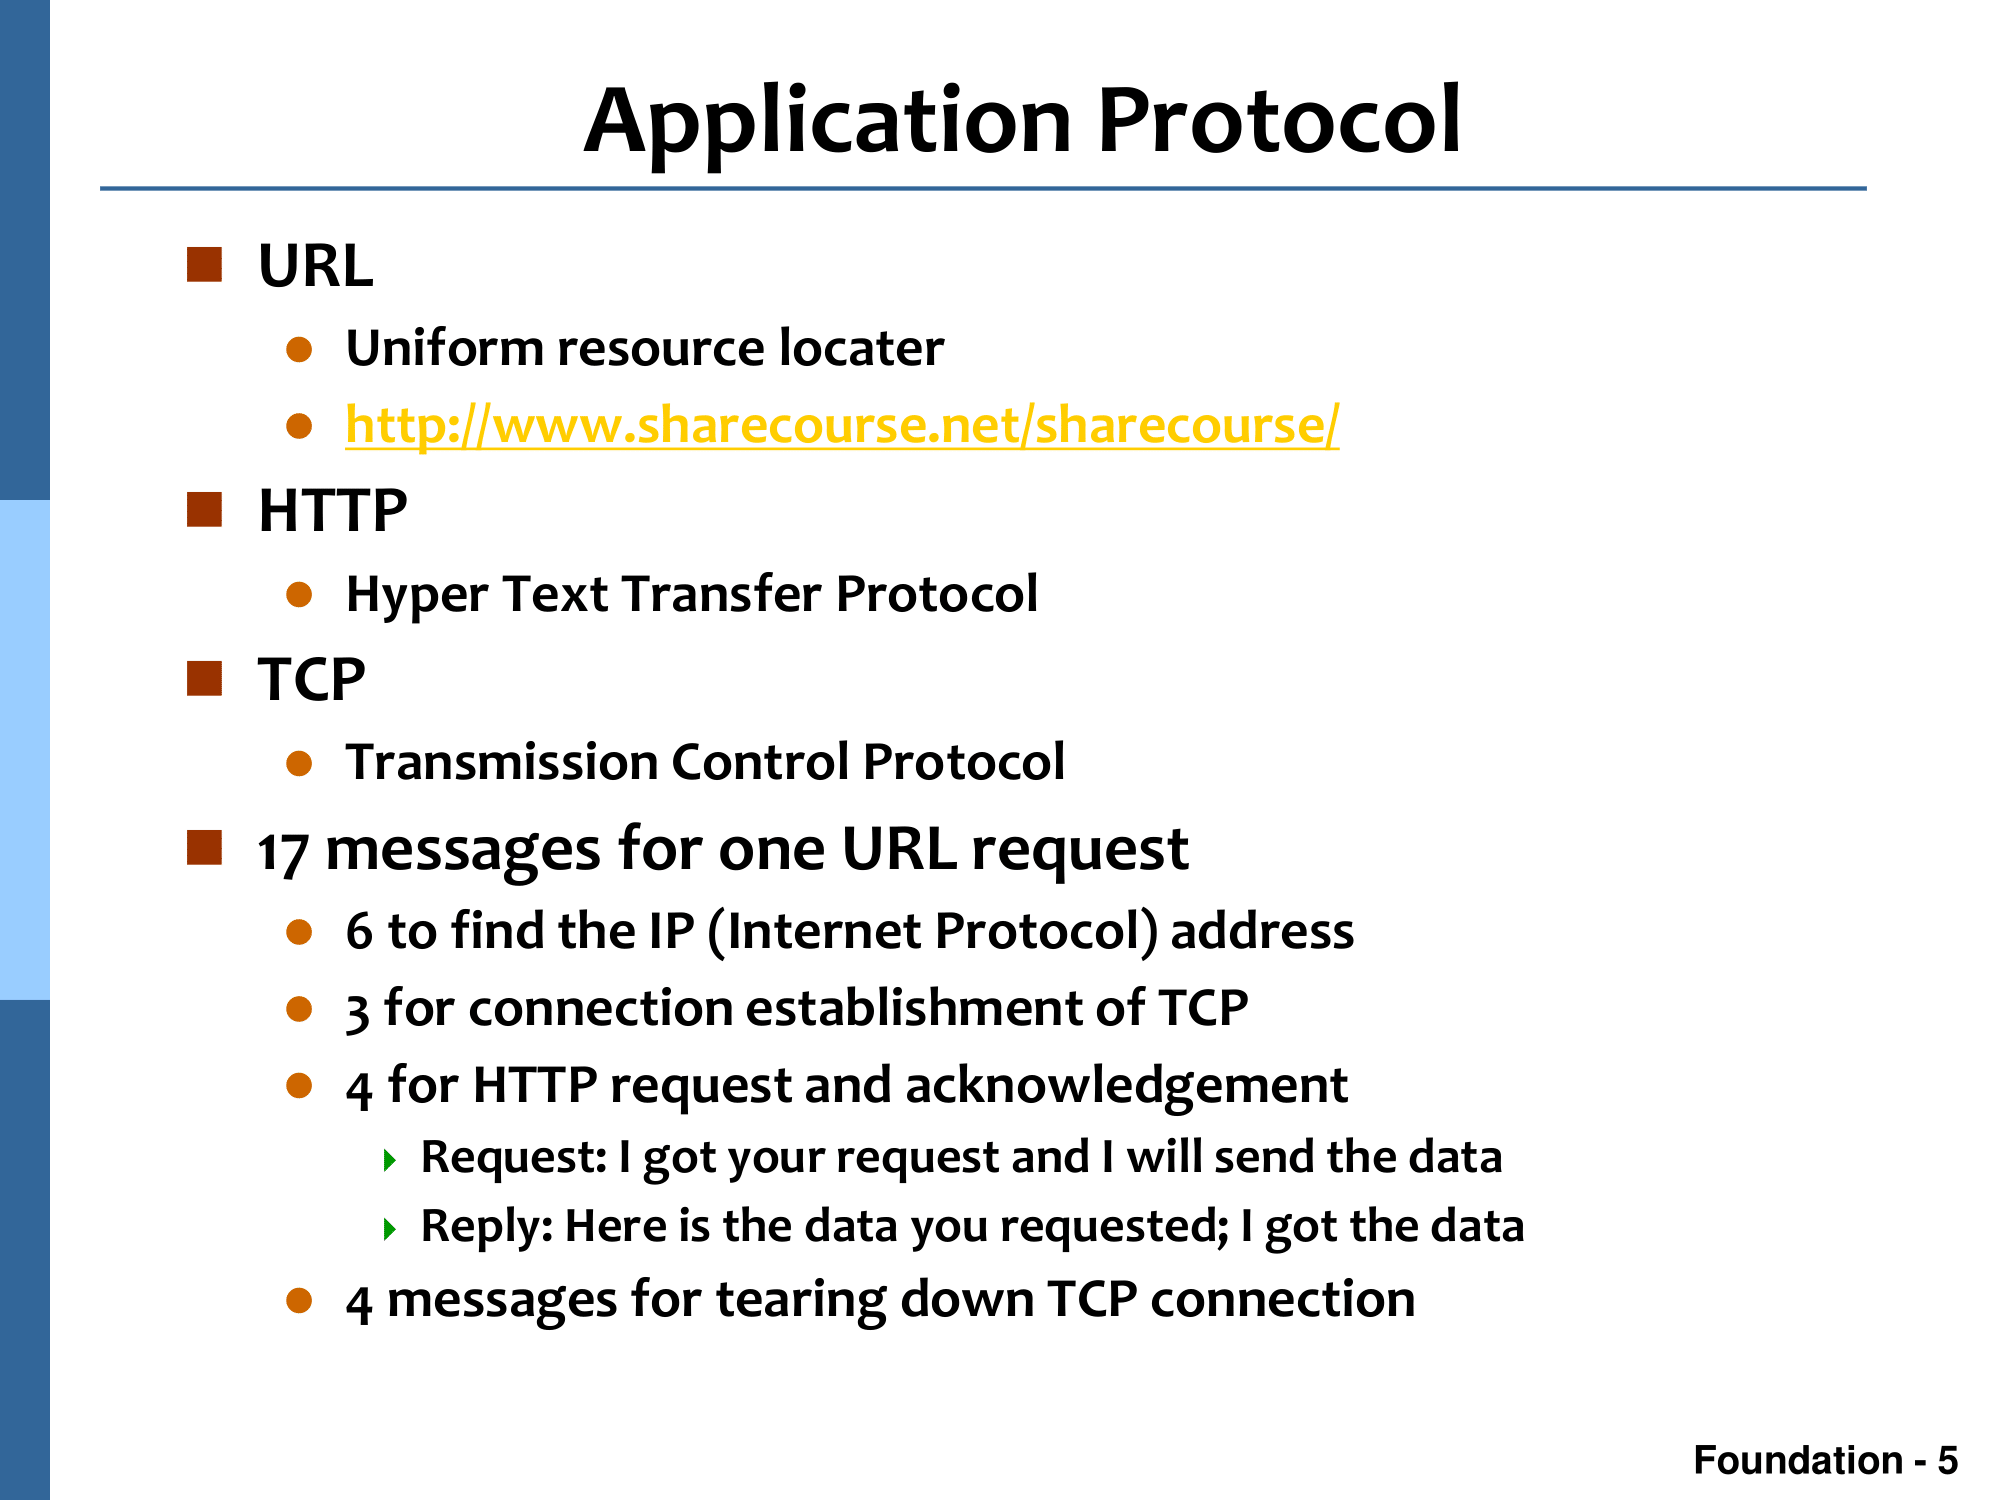 Application Protocol
URL
Uniform resource locater
http://www.sharecourse.net/sharecourse/
HTTP
Hyper Text Transfer Protocol
TCP
Transmission Control Protocol
17 messages for one URL request
6 to find the IP (Internet Protocol) address
3 for connection establishment of TCP
4 for HTTP request and acknowledgement
Request: I got your request and I will send the data
Reply: Here is the data you requested; I got the data
4 messages for tearing down TCP connection
Foundation - 5